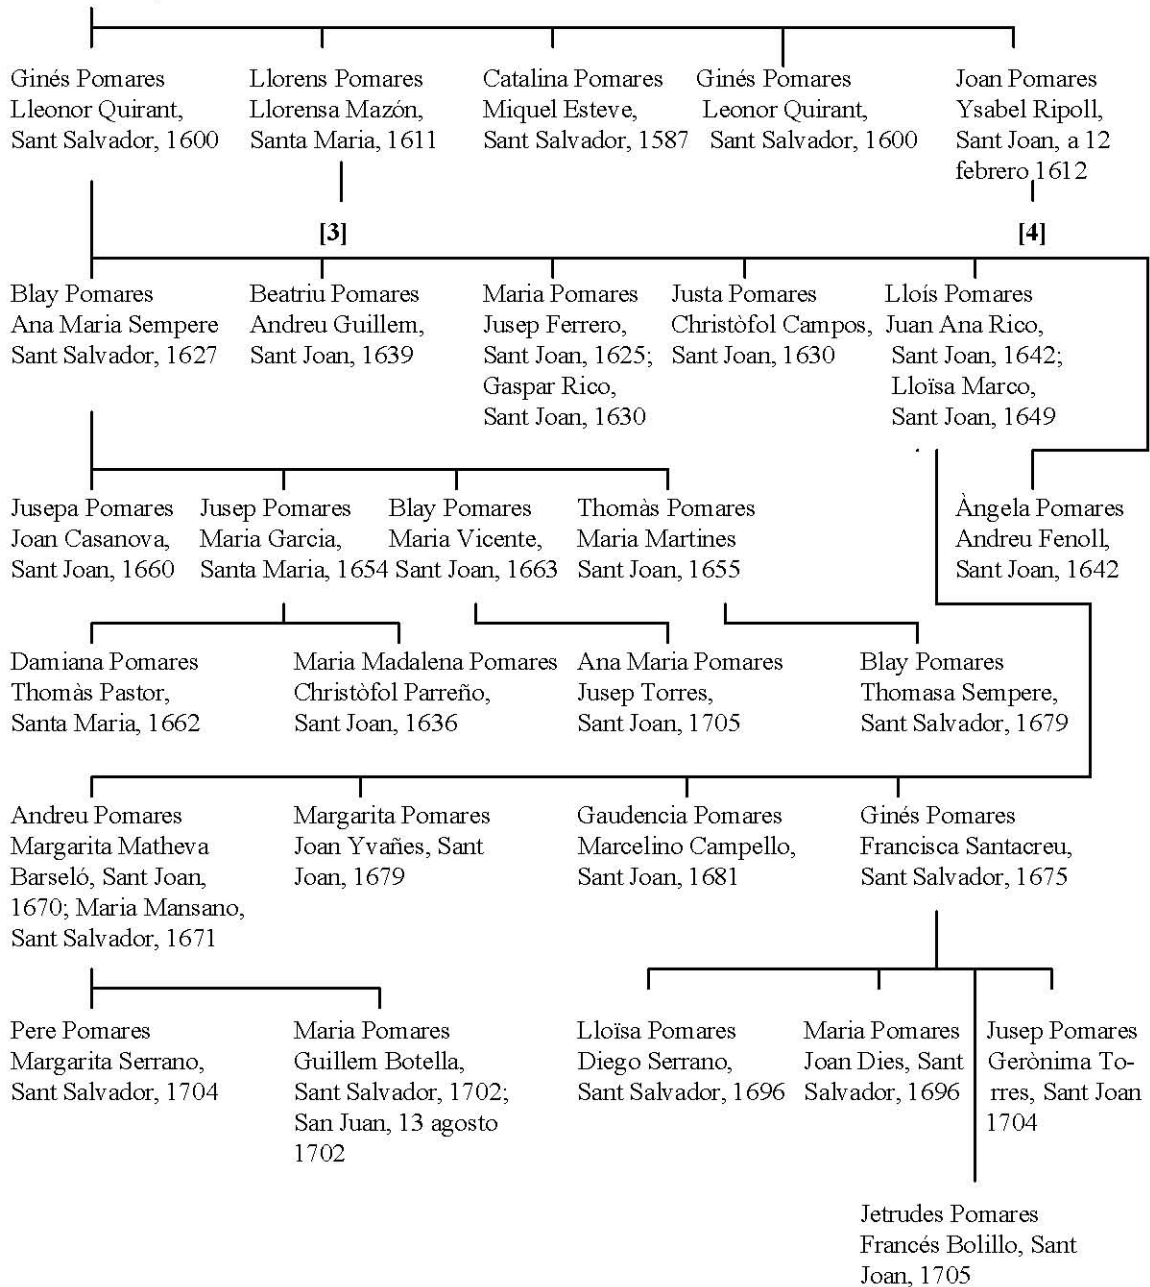 Ginés Pomares
Lleonor Quirant,
Sant Salvador, 1600
Llorens Pomares
Llorensa Mazón,
Santa Maria, 1611
Catalina Pomares
Miquel Esteve,
Sant Salvador, 1587
Ginés Pomares
Leonor Quirant,
Sant Salvador, 1600
Joan Pomares
Ysabel Ripoll,
Sant Joan, a 12
febrero 1612
[3]
[4]
Blay Pomares
Ana Maria Sempere
Sant Salvador, 1627
Beatriu Pomares
Andreu Guillem,
Sant Joan, 1639
Maria Pomares
Jusep Ferrero,
Sant Joan, 1625;
Gaspar Rico,
Sant Joan, 1630
Justa Pomares
Christòfol Campos,
Sant Joan, 1630
Lloís Pomares
Juan Ana Rico,
Sant Joan, 1642;
Lloïsa Marco,
Sant Joan, 1649
Jusepa Pomares
Joan Casanova,
Sant Joan, 1660
Jusep Pomares
Maria Garcia,
Santa Maria, 1654
Blay Pomares
Maria Vicente,
Sant Joan, 1663
Thomàs Pomares
Maria Martines
Sant Joan, 1655
Àngela Pomares
Andreu Fenoll,
Sant Joan, 1642
Damiana Pomares
Thomàs Pastor,
Santa Maria, 1662
Maria Madalena Pomares
Christòfol Parreño,
Sant Joan, 1636
Ana Maria Pomares
Jusep Torres,
Sant Joan, 1705
Blay Pomares
Thomasa Sempere,
Sant Salvador, 1679
Andreu Pomares
Margarita Matheva
Barseló, Sant Joan,
1670; Maria Mansano,
Sant Salvador, 1671
Margarita Pomares
Joan Yvañes, Sant
Joan, 1679
Gaudencia Pomares
Marcelino Campello,
Sant Joan, 1681
Ginés Pomares
Francisca Santacreu,
Sant Salvador, 1675
Pere Pomares
Margarita Serrano,
Sant Salvador, 1704
Maria Pomares
Guillem Botella,
Sant Salvador, 1702;
San Juan, 13 agosto
1702
Lloïsa Pomares
Diego Serrano,
Sant Salvador, 1696
Maria Pomares
Joan Dies, Sant
Salvador, 1696
Jusep Pomares
Gerònima To-
rres, Sant Joan
1704
Jetrudes Pomares
Francés Bolillo, Sant
Joan, 1705